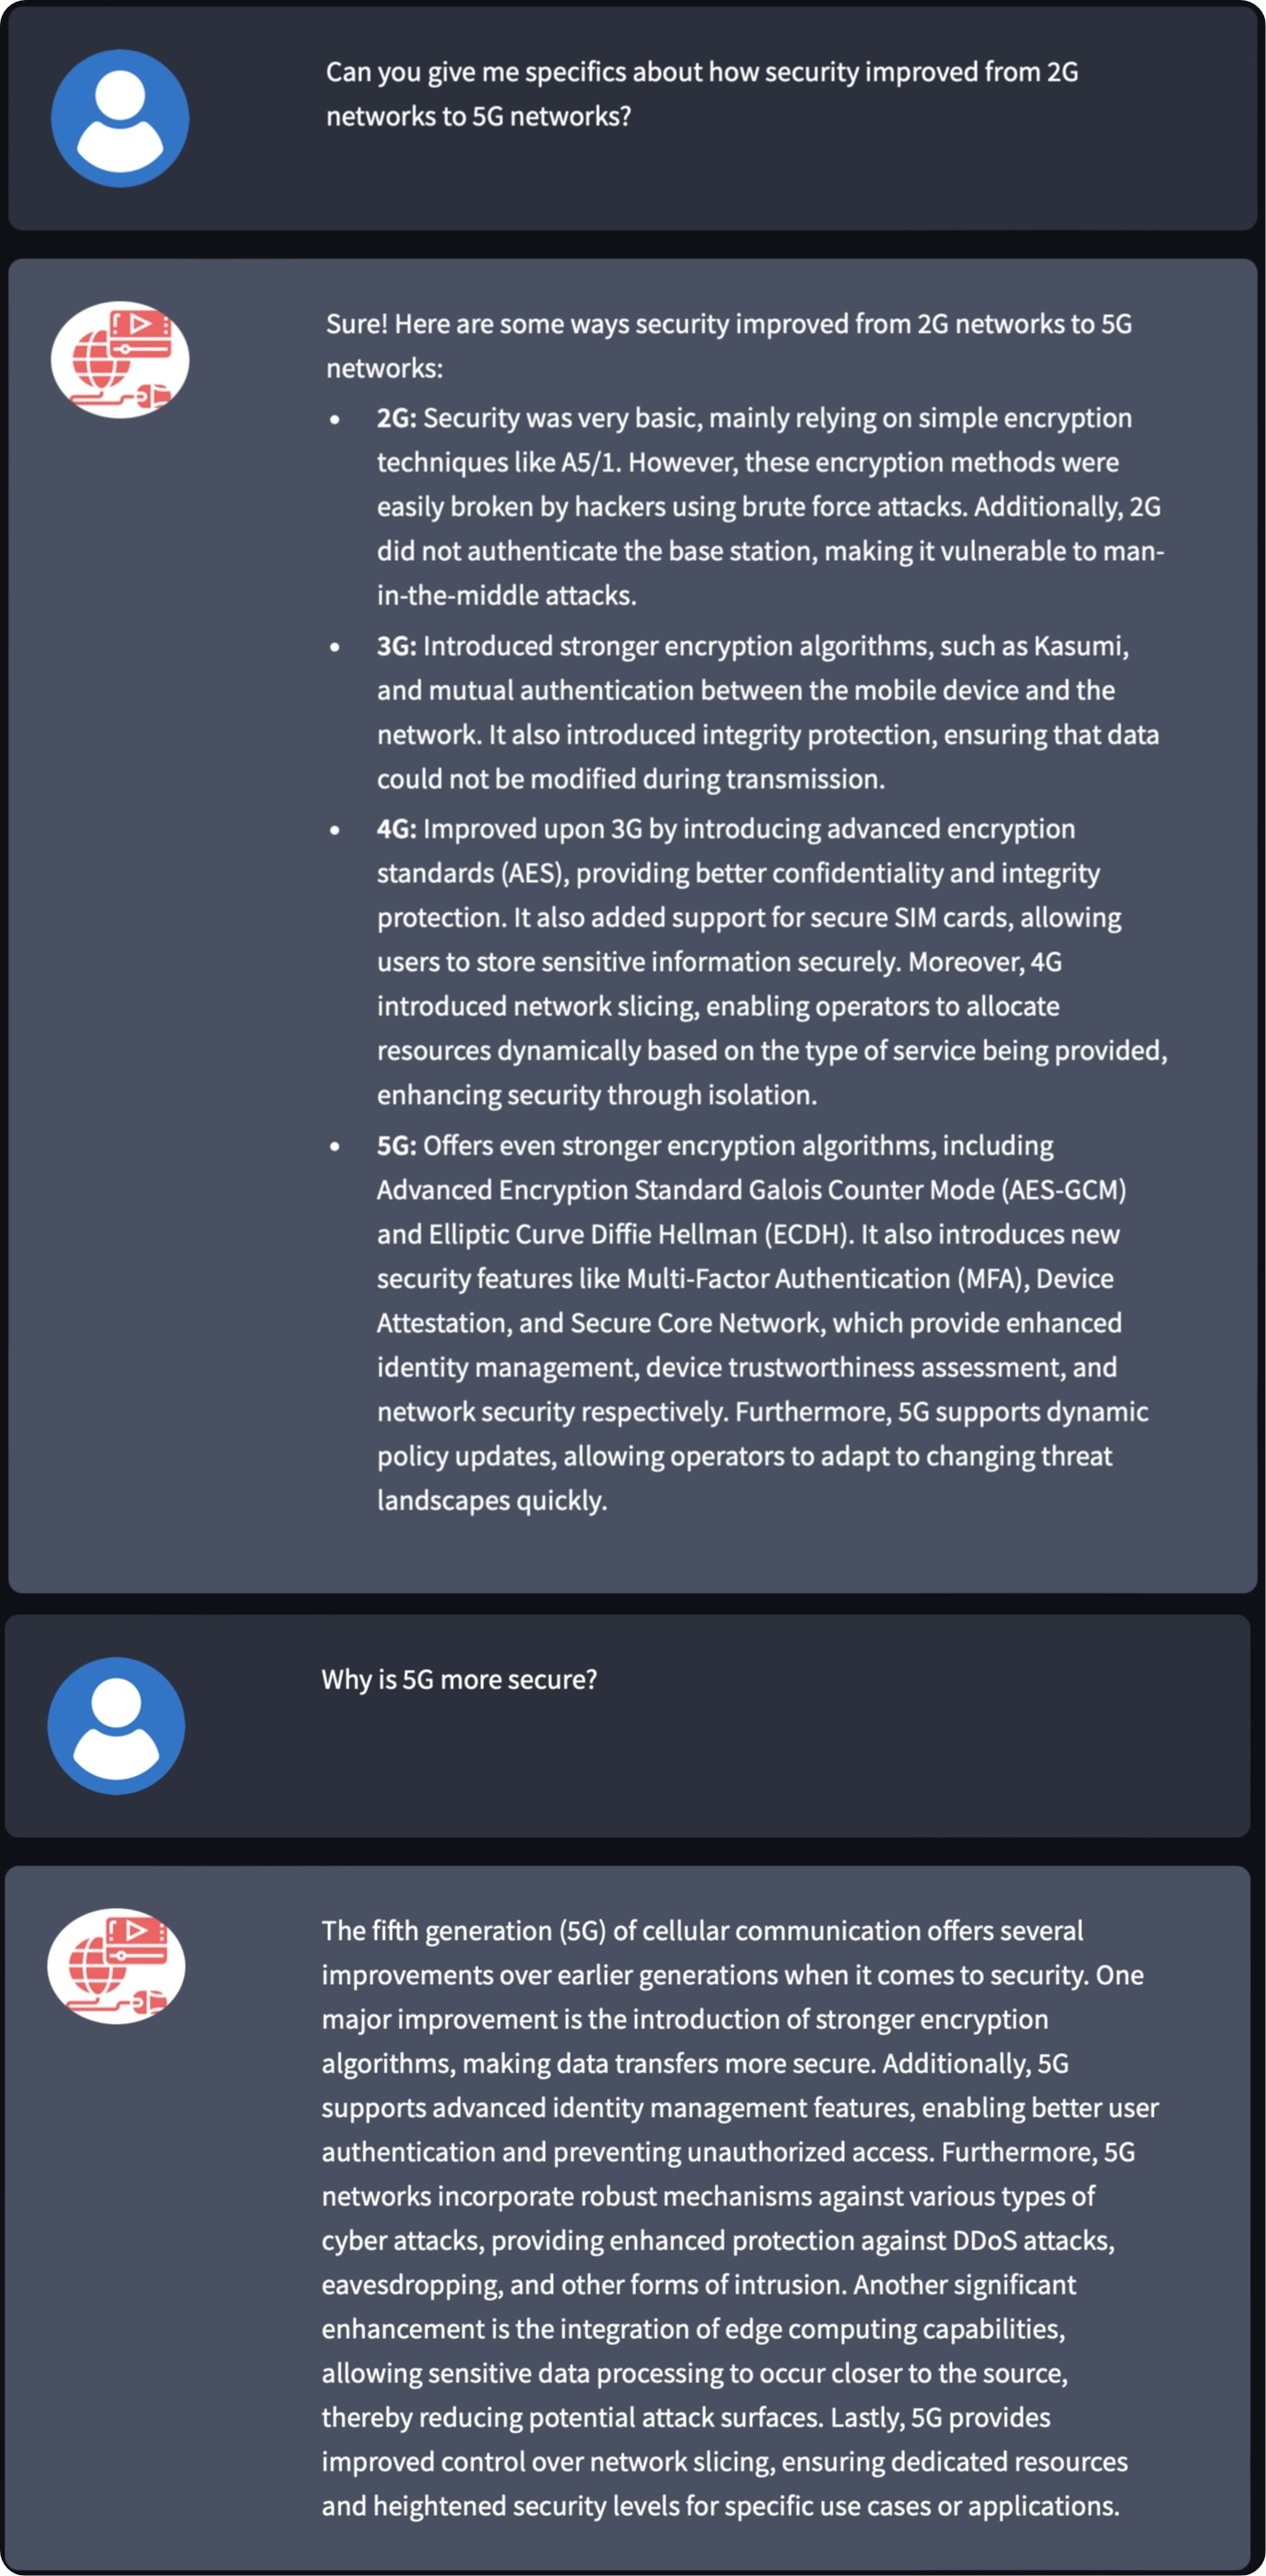 Can you give me specifics about how security improved from 2G
networks to 5G networks?
Sure! Here are some ways security improved from 2G networks to 5G
networks:
• 2G: Security was very basic, mainly relying on simple encryption
techniques like A5/1. However, these encryption methods were
easily broken by hackers using brute force attacks. Additionally, 2G
did not authenticate the base station, making it vulnerable to man-
in-the-middle attacks.
• 3G: Introduced stronger encryption algorithms, such as Kasumi,
and mutual authentication between the mobile device and the
network. It also introduced integrity protection, ensuring that data
could not be modified during transmission.
• 4G: Improved upon 3G by introducing advanced encryption
standards (AES), providing better confidentiality and integrity
protection. It also added support for secure SIM cards, allowing
users to store sensitive information securely. Moreover, 4G
introduced network slicing, enabling operators to allocate
resources dynamically based on the type of service being provided,
enhancing security through isolation.
• 5G: Offers even stronger encryption algorithms, including
Advanced Encryption Standard Galois Counter Mode (AES-GCM)
and Elliptic Curve Diffie Hellman (ECDH). It also introduces new
security features like Multi-Factor Authentication (MFA), Device
Attestation, and Secure Core Network, which provide enhanced
identity management, device trustworthiness assessment, and
network security respectively. Furthermore, 5G supports dynamic
policy updates, allowing operators to adapt to changing threat
landscapes quickly.
Why is 5G more secure?
The fifth generation (5G) of cellular communication offers several
improvements over earlier generations when it comes to security. One
major improvement is the introduction of stronger encryption
algorithms, making data transfers more secure. Additionally, 5G
supports advanced identity management features, enabling better user
authentication and preventing unauthorized access. Furthermore, 5G
networks incorporate robust mechanisms against various types of
cyber attacks, providing enhanced protection against DDoS attacks,
eavesdropping, and other forms of intrusion. Another significant
enhancement is the integration of edge computing capabilities,
allowing sensitive data processing to occur closer to the source,
thereby reducing potential attack surfaces. Lastly, 5G provides
improved control over network slicing, ensuring dedicated resources
and heightened security levels for specific use cases or applications.